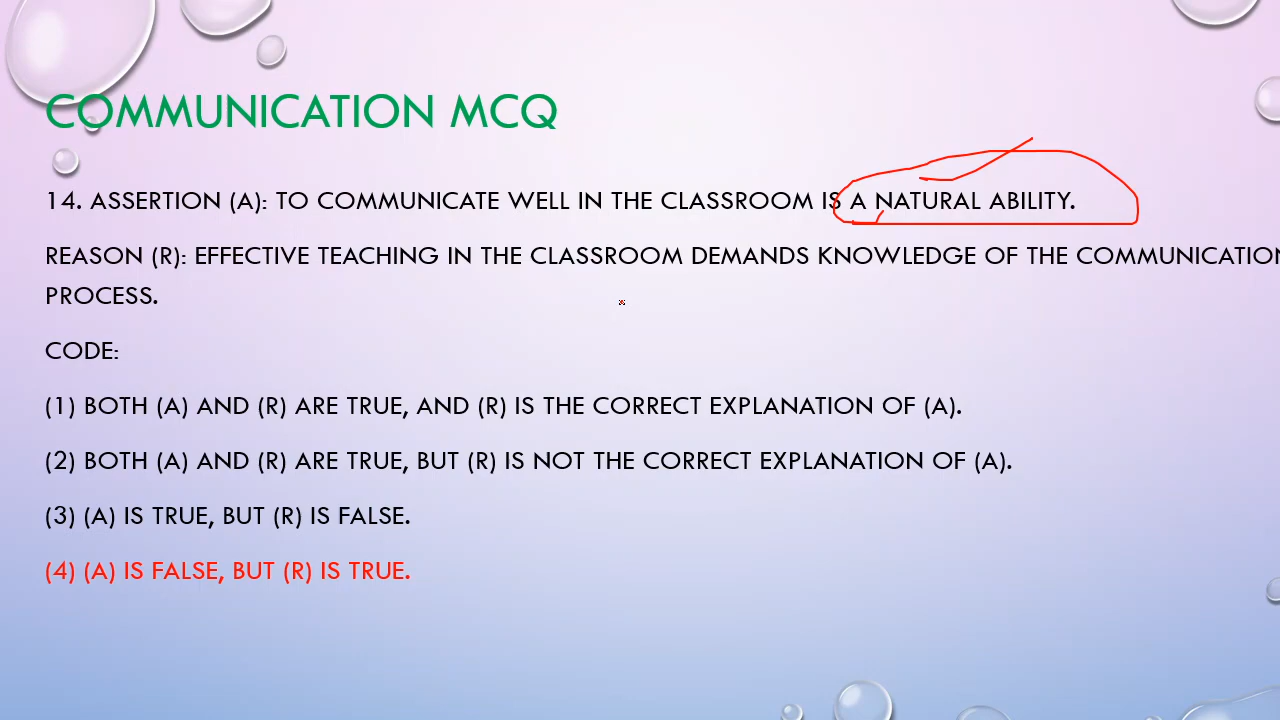 COMMUNICATION MCQ
14. ASSERTION (A): TO COMMUNICATE WELL IN THE CLASSROOM IS A NATURAL ABILITY.
REASON (R): EFFECTIVE TEACHING IN THE CLASSROOM DEMANDS KNOWLEDGE OF THE COMMUNICATION
PROCESS.
CODE:
(1) BOTH (A) AND (R) ARE TRUE, AND (R) IS THE CORRECT EXPLANATION OF (A).
(2) BOTH (A) AND (R) ARE TRUE, BUT (R) IS NOT THE CORRECT EXPLANATION OF (A).
(3) (A) IS TRUE, BUT (R) IS FALSE.
(4) (A) IS FALSE, BUT (R) IS TRUE.